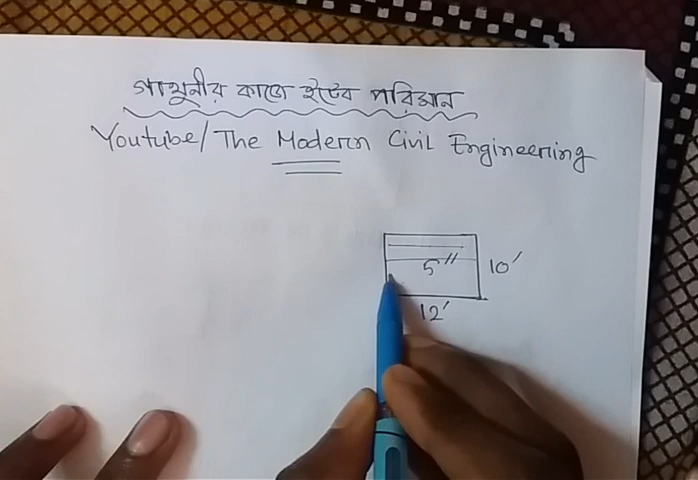 গাথুনীর কাজে ইটের পরিমান
Youtube/The Modern Civil Engineering
5"
10'
12'